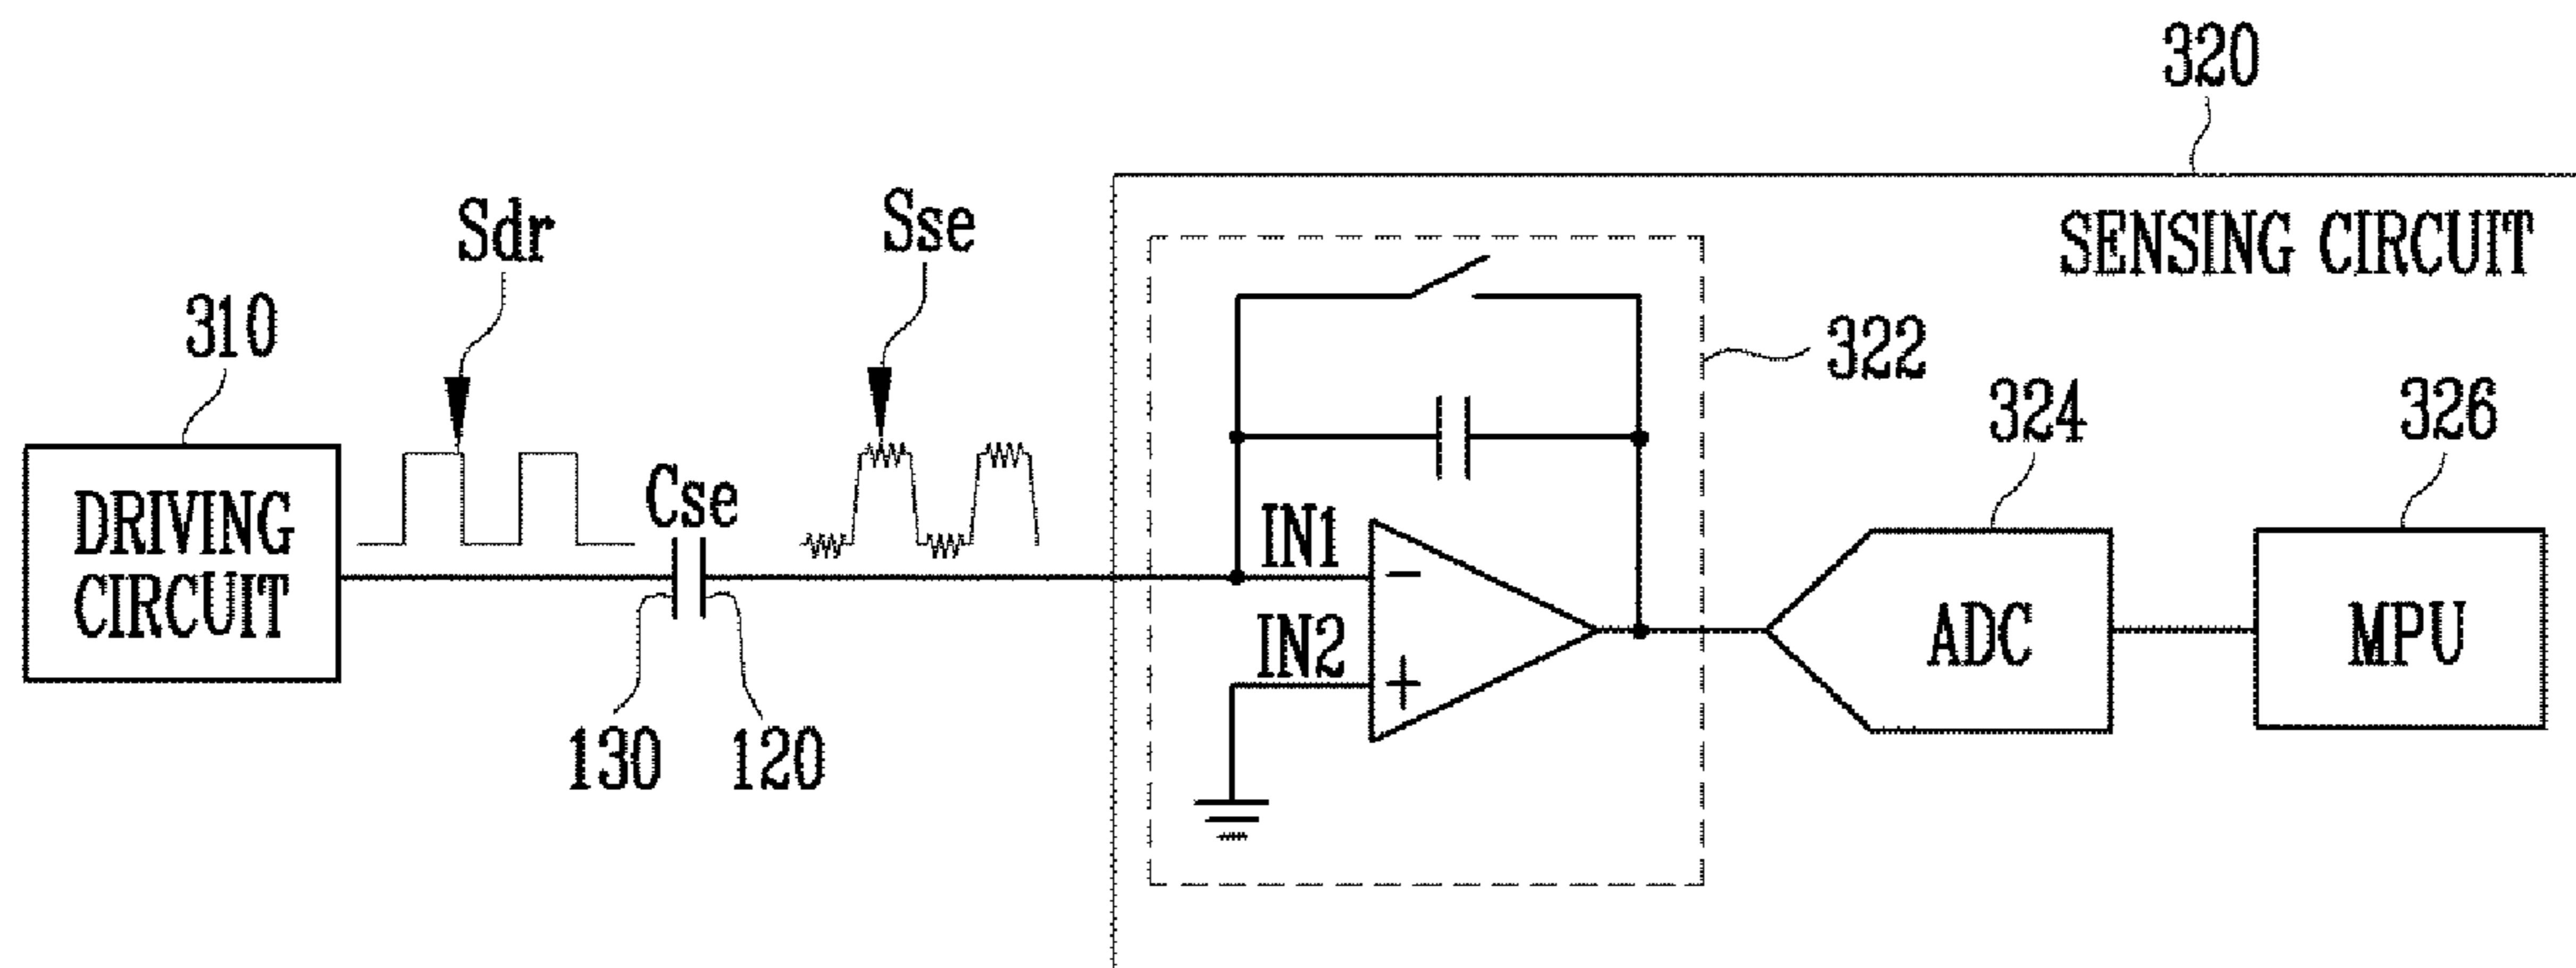 320
SENSING CIRCUIT
Sdr
Sse
310
322
324
326
DRIVING
CIRCUIT
Cse
IN1
-
IN2
+
ADC
MPU
130
120